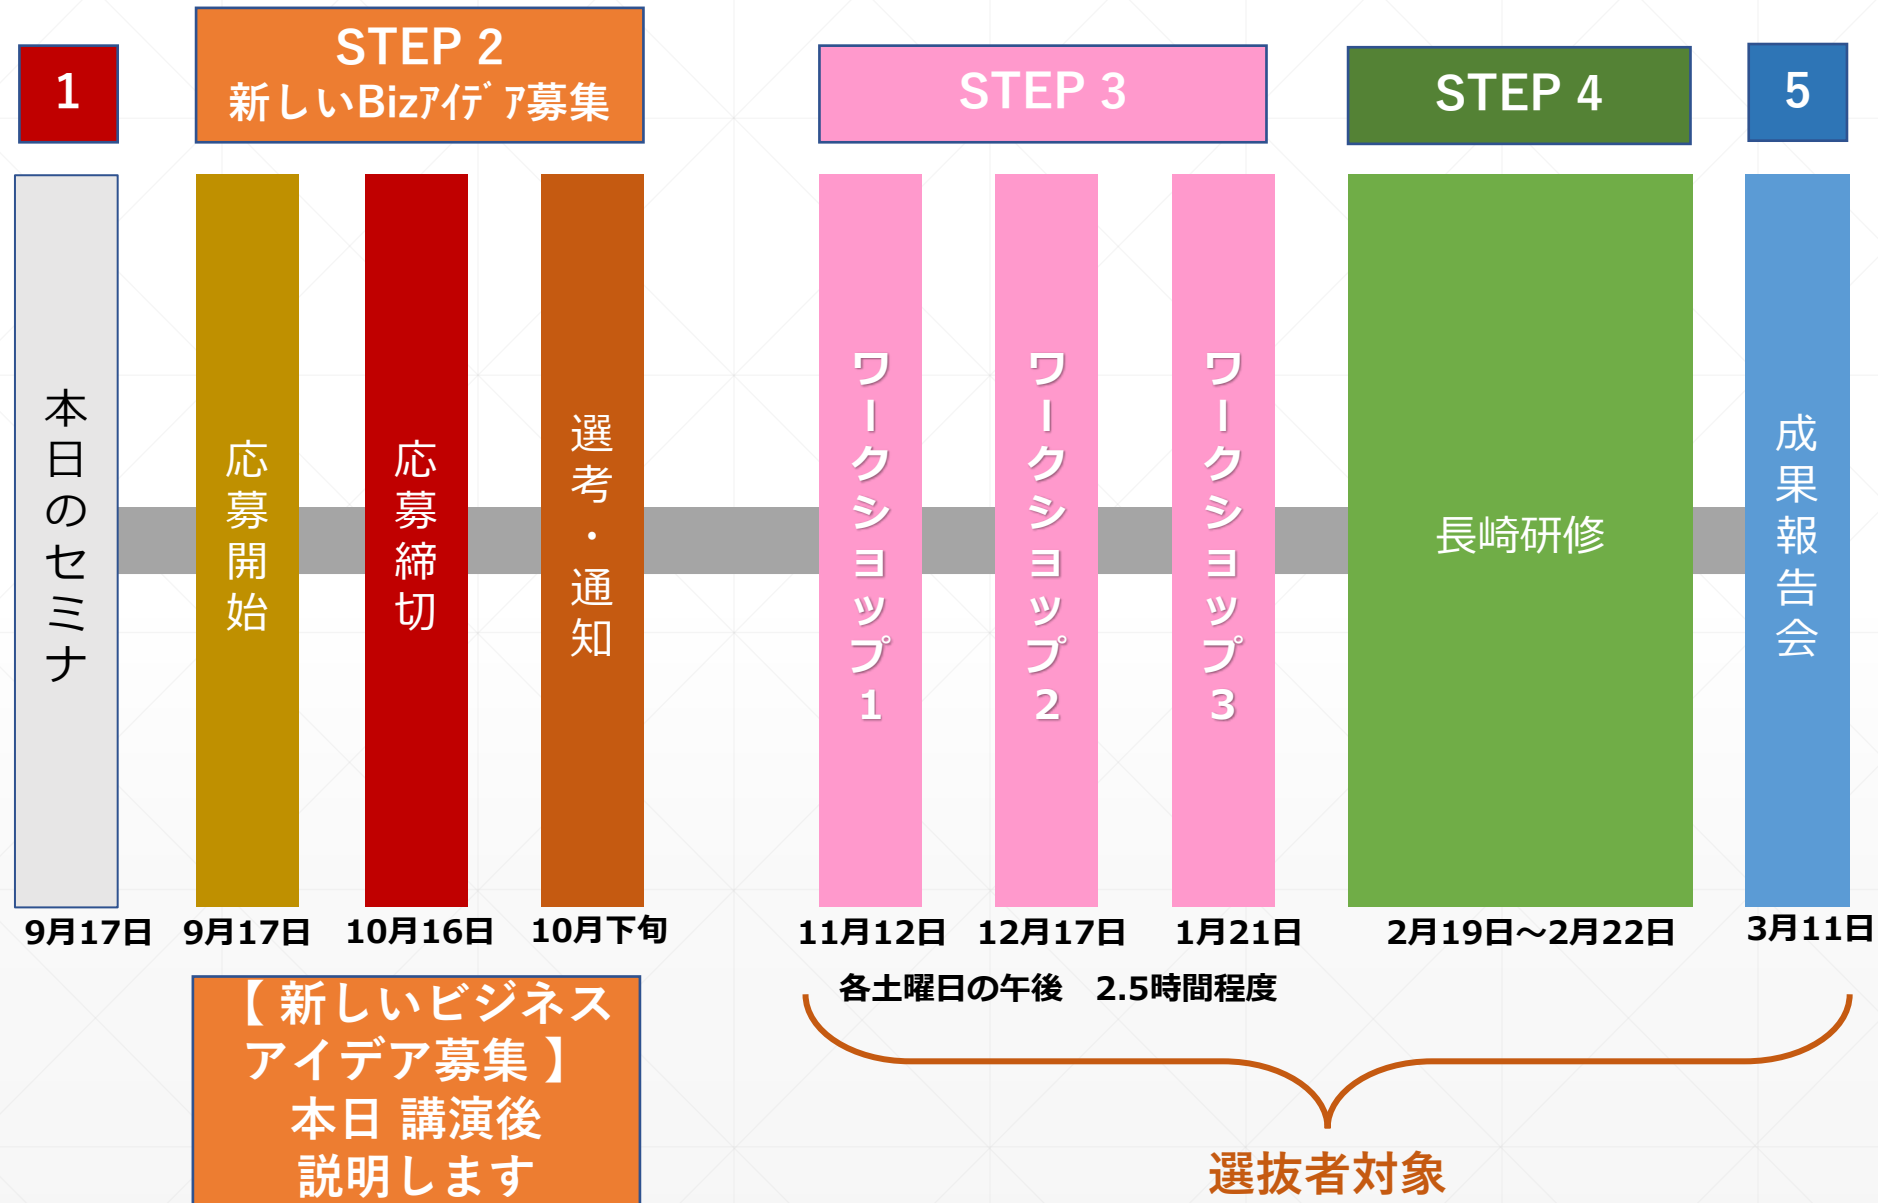 1
STEP 2
新しいBizｱｲﾃﾞｱ募集
STEP 3
STEP 4
5
本日のセミナ
応募開始
応募締切
選考・通知
ワークショップ1
ワークショップ2
ワークショップ3
長崎研修
成果報告会
9月17日
9月17日
10月16日
10月下旬
11月12日
12月17日
1月21日
2月19日～2月22日
3月11日
各土曜日の午後　2.5時間程度
【 新しいビジネス
アイデア募集 】
本日 講演後
説明します
選抜者対象